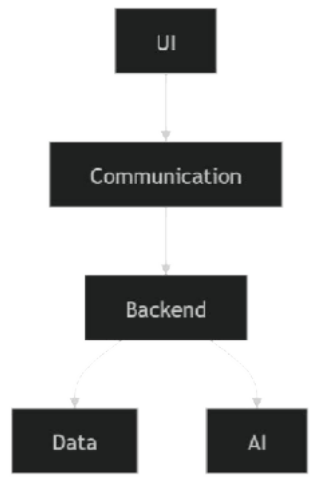 UI
Communication
Backend
Data
AI